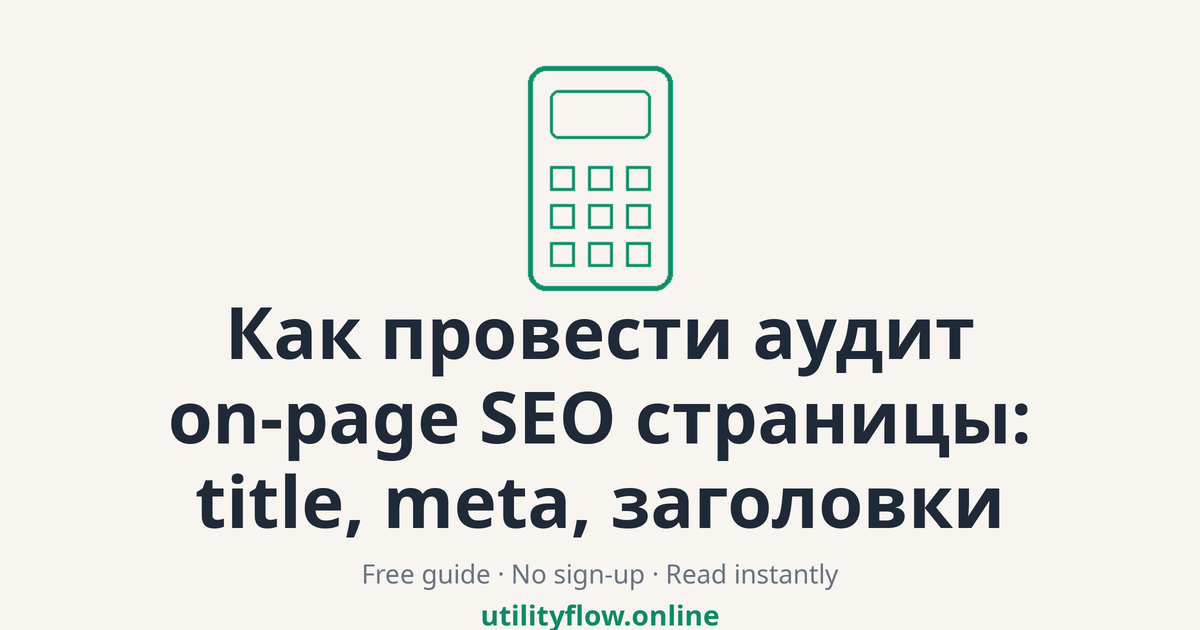 Как провести аудит
on-page SEO страницы:
title, meta, заголовки
Free guide · No sign-up · Read instantly
utilityflow.online